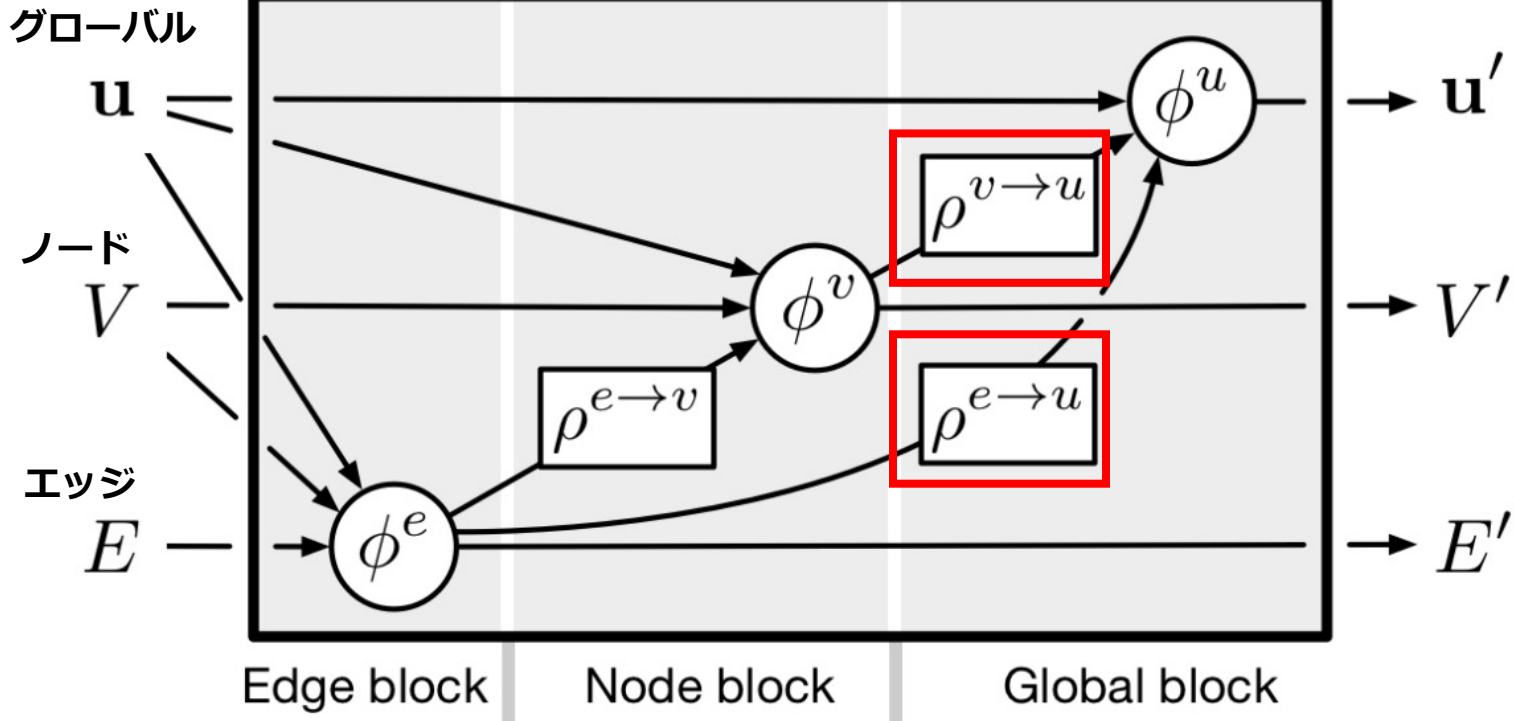 グローバル
u
ϕ^u
u′
ρ^{v→u}
ノード
V
ϕ^v
V′
ρ^{e→v}
ρ^{e→u}
エッジ
E
ϕ^e
E′
Edge block
Node block
Global block